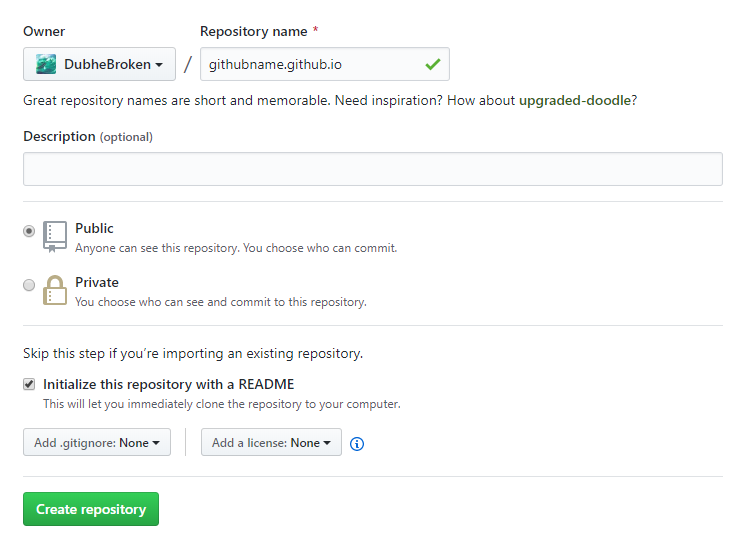 Owner
Repository name *
DubheBroken / githubname.github.io
Great repository names are short and memorable. Need inspiration? How about upgraded-doodle?
Description (optional)
Public
Anyone can see this repository. You choose who can commit.
Private
You choose who can see and commit to this repository.
Skip this step if you’re importing an existing repository.
Initialize this repository with a README
This will let you immediately clone the repository to your computer.
Add .gitignore: None
Add a license: None
Create repository